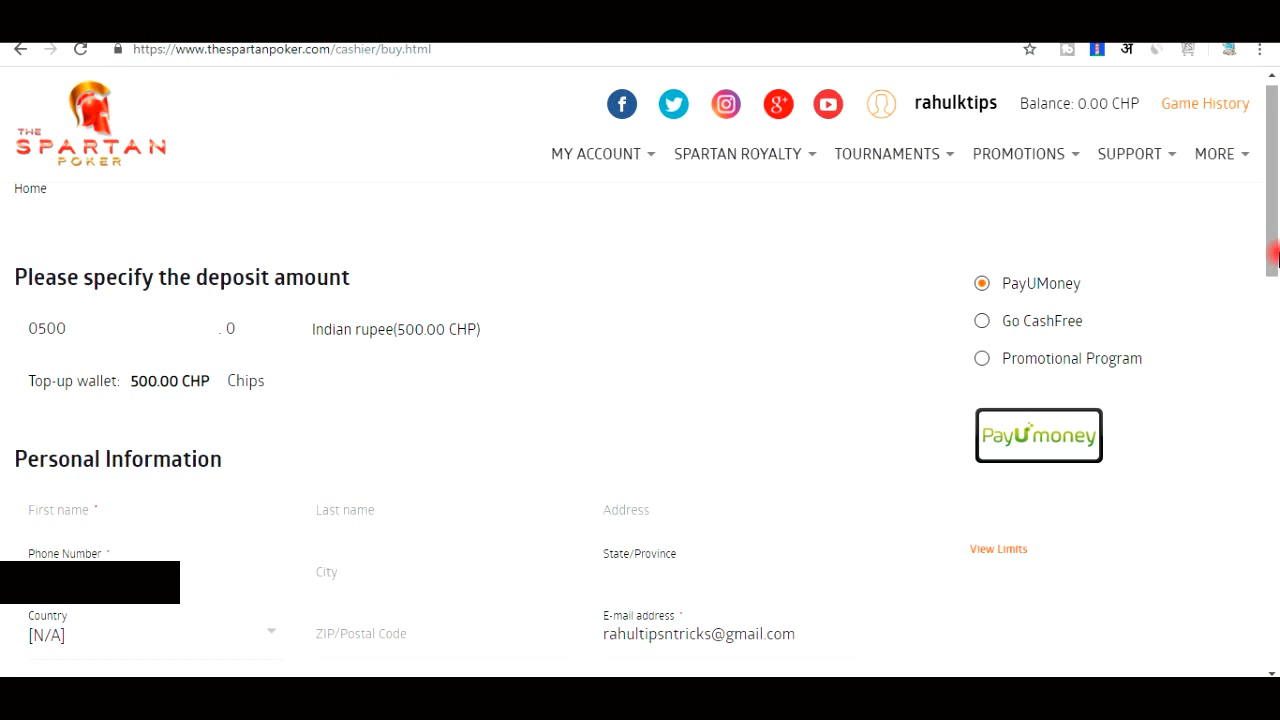 https://www.thespartanpoker.com/cashier/buy.html
अ
THE
SPARTAN
POKER
f
g+
rahulktips
Balance: 0.00 CHP
Game History
MY ACCOUNT
SPARTAN ROYALTY
TOURNAMENTS
PROMOTIONS
SUPPORT
MORE
Home
Please specify the deposit amount
0500 . 0 Indian rupee(500.00 CHP)
Top-up wallet: 500.00 CHP Chips
PayUMoney
Go CashFree
Promotional Program
PayUmoney
View Limits
Personal Information
First name * Last name Address
Phone Number * City State/Province
Country
[N/A]
ZIP/Postal Code
E-mail address *
rahultipsntricks@gmail.com